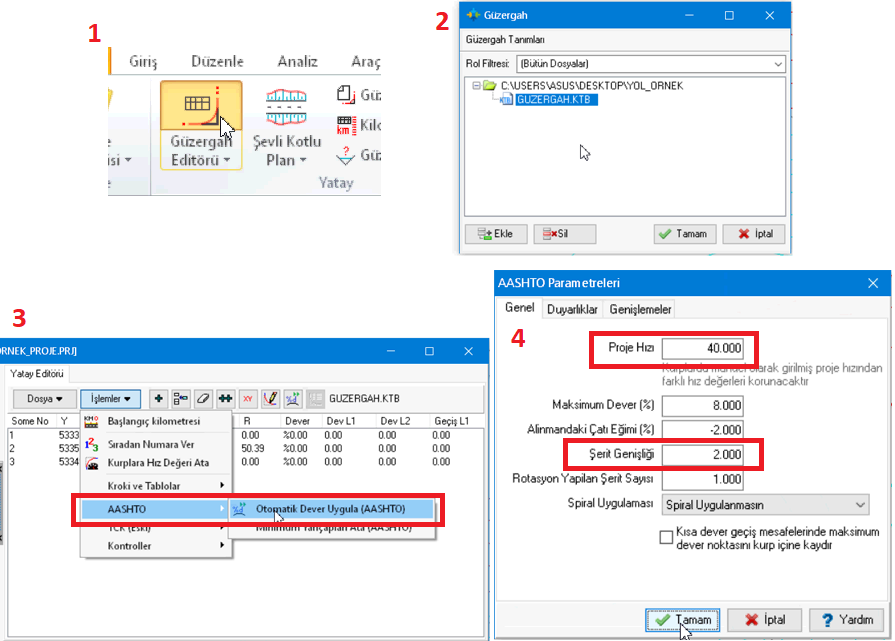 1
Giriş Düzenle Analiz Araç
Güzergah
Editörü
Şevli Kotlu
Plan
Gü
Kilo
Gü
isi
Yatay
2
Güzergah
Güzergah Tanımları
Rol Filtresi: (Bütün Dosyalar)
C:\USERS\ASUS\DESKTOP\YOL_ORNEK
GUZERGAH.KTB
Ekle Sil Tamam İptal
3
ORNEK_PROJE.PRJ]
Yatay Editörü
Dosya İşlemler XY GUZERGAH.KTB
Some No Y R Dever Dev L1 Dev L2 Geçiş L1
1 5333 0.00 %0.00 0.00 0.00 0.00
2 5335 50.39 %0.00 0.00 0.00 0.00
3 5334 0.00 %0.00 0.00 0.00 0.00
Başlangıç kilometresi
Sıradan Numara Ver
Kurplara Hız Değeri Ata
Kroki ve Tablolar
AASHTO
TCK (Eski)
Kontroller
Otomatik Dever Uygula (AASHTO)
Minimum Yarıçapları Ata (AASHTO)
4
AASHTO Parametreleri
Genel Duyarlıklar Genişlemeler
Proje Hızı 40.000
Kurplarda manuel olarak girilmiş proje hızından
farklı hız değerleri korunacaktır
Maksimum Dever (%) 8.000
Alinmandaki Çatı Eğimi (%) -2.000
Şerit Genişliği 2.000
Rotasyon Yapılan Şerit Sayısı 1.000
Spiral Uygulaması Spiral Uygulanmasın
Kısa dever geçiş mesafelerinde maksimum
dever noktasını kurp içine kaydır
Tamam İptal Yardım